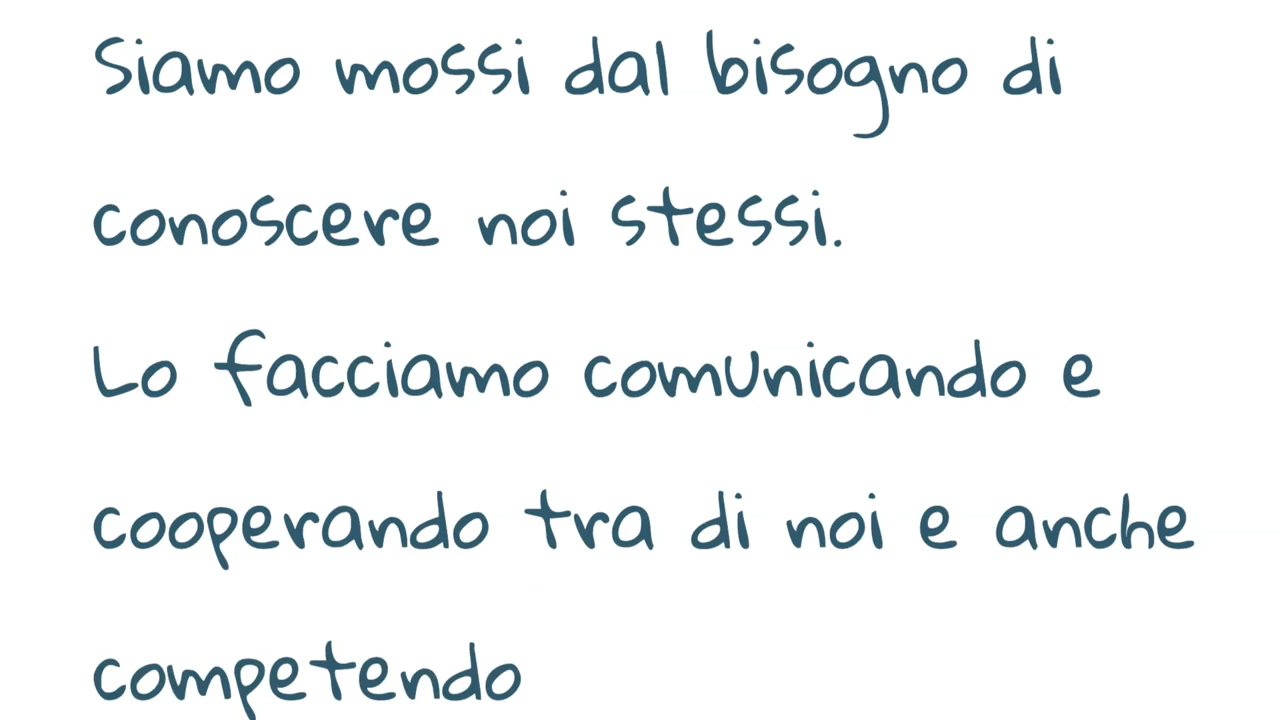 Siamo mossi dal bisogno di
conoscere noi stessi.
Lo facciamo comunicando e
cooperando tra di noi e anche
competendo